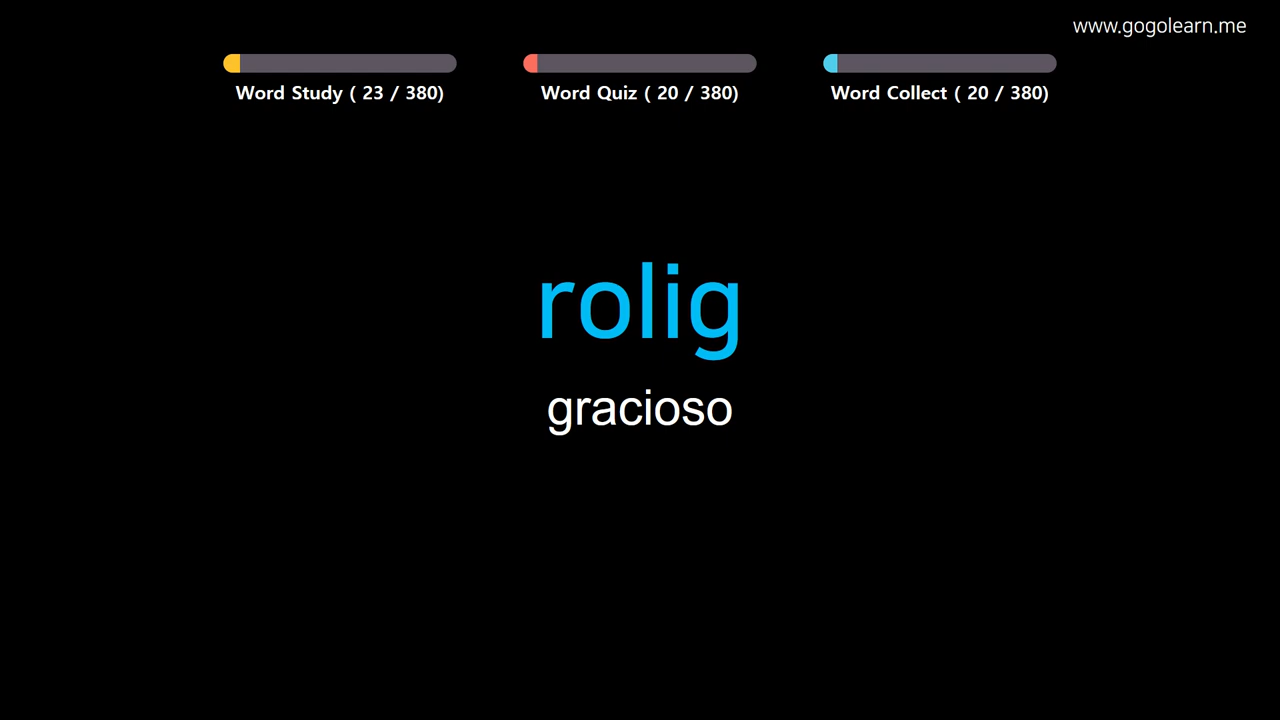 www.gogolearn.me
Word Study ( 23 / 380)
Word Quiz ( 20 / 380)
Word Collect ( 20 / 380)
rolig
gracioso